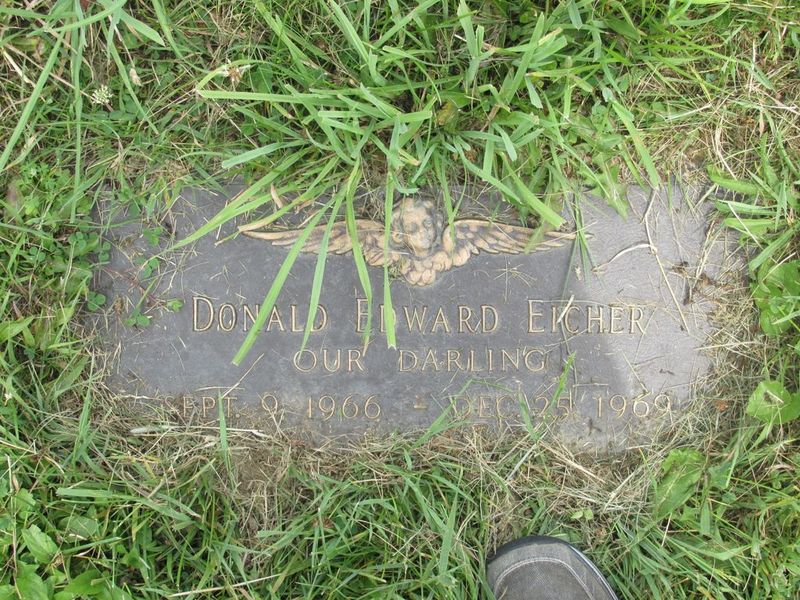 DONALD EDWARD EICHER
OUR DARLING
SEPT. 9, 1966 - DEC. 25, 1969